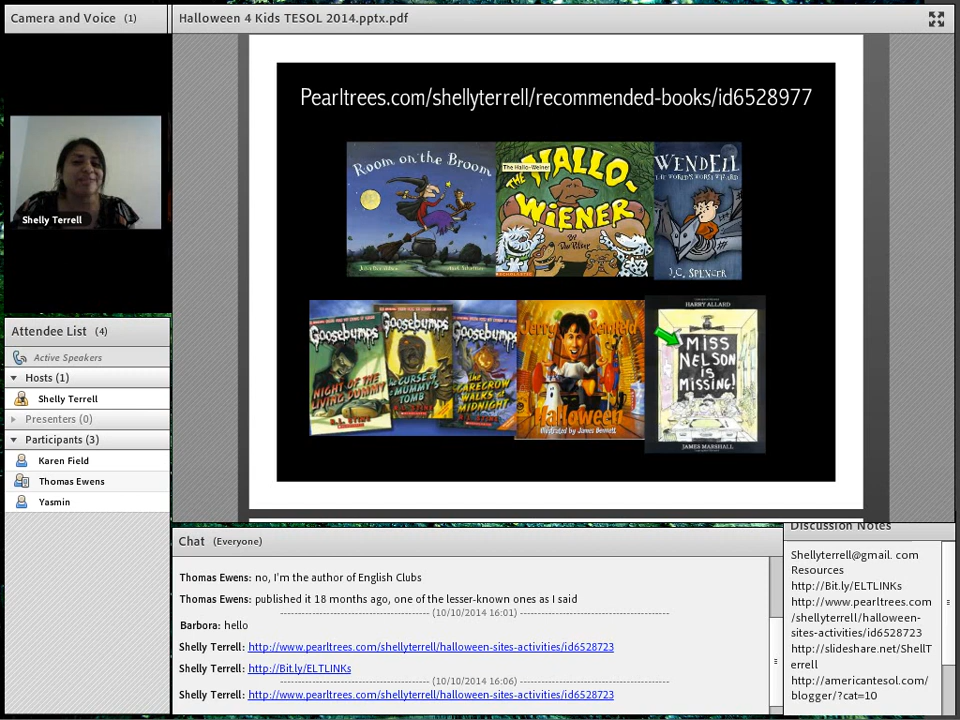 Camera and Voice (1)
Halloween 4 Kids TESOL 2014.pptx.pdf
Shelly Terrell
Pearltrees.com/shellyterrell/recommended-books/id6528977
Room on the Broom
The Hallo-Weiner
THE HALLO-
WIENER
BY
Dav Pilkey
SCHOLASTIC
WENDELL
J.C. SPENCER
Goosebumps
NIGHT OF THE
LIVING DUMMY
R.L. STINE
Goosebumps
THE CURSE OF
THE MUMMY'S
TOMB
R.L. STINE
Goosebumps
THE SCARECROW
WALKS AT
MIDNIGHT
R.L. STINE
Jerry Seinfeld
Halloween
Illustrated by James Bennett
HARRY ALLARD
MISS
NELSON
IS
MISSING!
JAMES MARSHALL
Attendee List (4)
Active Speakers
Hosts (1)
Shelly Terrell
Presenters (0)
Participants (3)
Karen Field
Thomas Ewens
Yasmin
Chat (Everyone)
Thomas Ewens: no, I'm the author of English Clubs
Thomas Ewens: published it 18 months ago, one of the lesser-known ones as I said
(10/10/2014 16:01)
Barbora: hello
Shelly Terrell: http://www.pearltrees.com/shellyterrell/halloween-sites-activities/id6528723
Shelly Terrell: http://Bit.ly/ELTLINKs
(10/10/2014 16:06)
Shelly Terrell: http://www.pearltrees.com/shellyterrell/halloween-sites-activities/id6528723
Discussion Notes
Shellyterrell@gmail. com
Resources
http://Bit.ly/ELTLINKs
http://www.pearltrees.com
/shellyterrell/halloween-
sites-activities/id6528723
http://slideshare.net/ShellT
errell
http://americantesol.com/
blogger/?cat=10